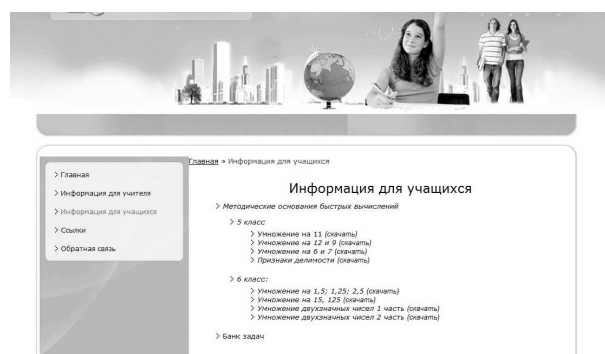 Главная » Информация для учащихся
> Главная
> Информация для учителя
> Информация для учащихся
> Ссылки
> Обратная связь
Информация для учащихся
> Методические основания быстрых вычислений
> 5 класс
> Умножение на 11 (скачать)
> Умножение на 12 и 9 (скачать)
> Умножение на 6 и 7 (скачать)
> Признаки делимости (скачать)
> 6 класс:
> Умножение на 1,5; 1,25; 2,5 (скачать)
> Умножение на 15, 125 (скачать)
> Умножение двухзначных чисел 1 часть (скачать)
> Умножение двухзначных чисел 2 часть (скачать)
> Банк задач